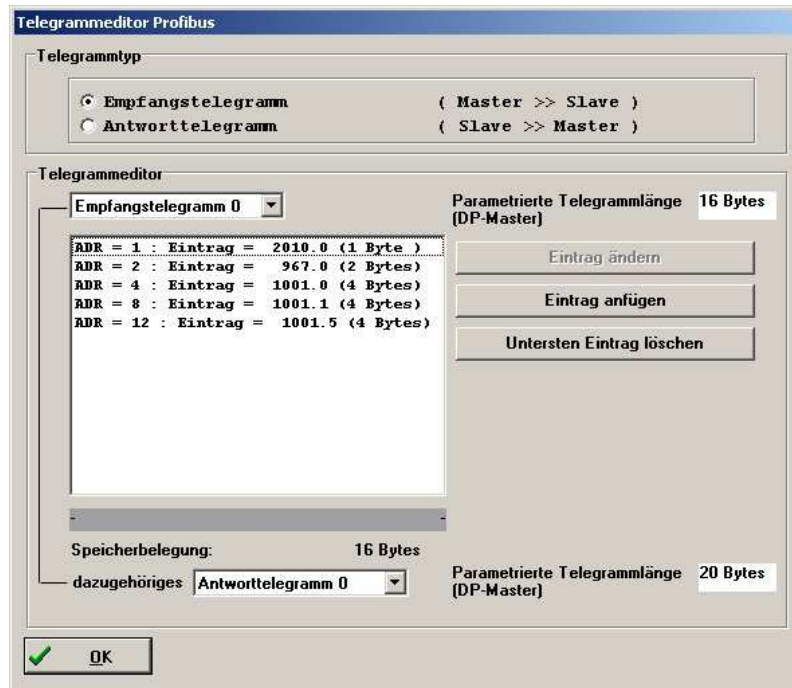 Telegrammeditor Profibus
Telegrammtyp
Empfangstelegramm ( Master >> Slave )
Antworttelegramm ( Slave >> Master )
Telegrammeditor
Empfangstelegramm 0
Parametrierte Telegrammlänge 16 Bytes
(DP-Master)
ADR = 1 : Eintrag = 2010.0 (1 Byte )
ADR = 2 : Eintrag = 967.0 (2 Bytes)
ADR = 4 : Eintrag = 1001.0 (4 Bytes)
ADR = 8 : Eintrag = 1001.1 (4 Bytes)
ADR = 12 : Eintrag = 1001.5 (4 Bytes)
Eintrag ändern
Eintrag anfügen
Untersten Eintrag löschen
- -
Speicherbelegung: 16 Bytes
dazugehöriges Antworttelegramm 0
Parametrierte Telegrammlänge 20 Bytes
(DP-Master)
OK